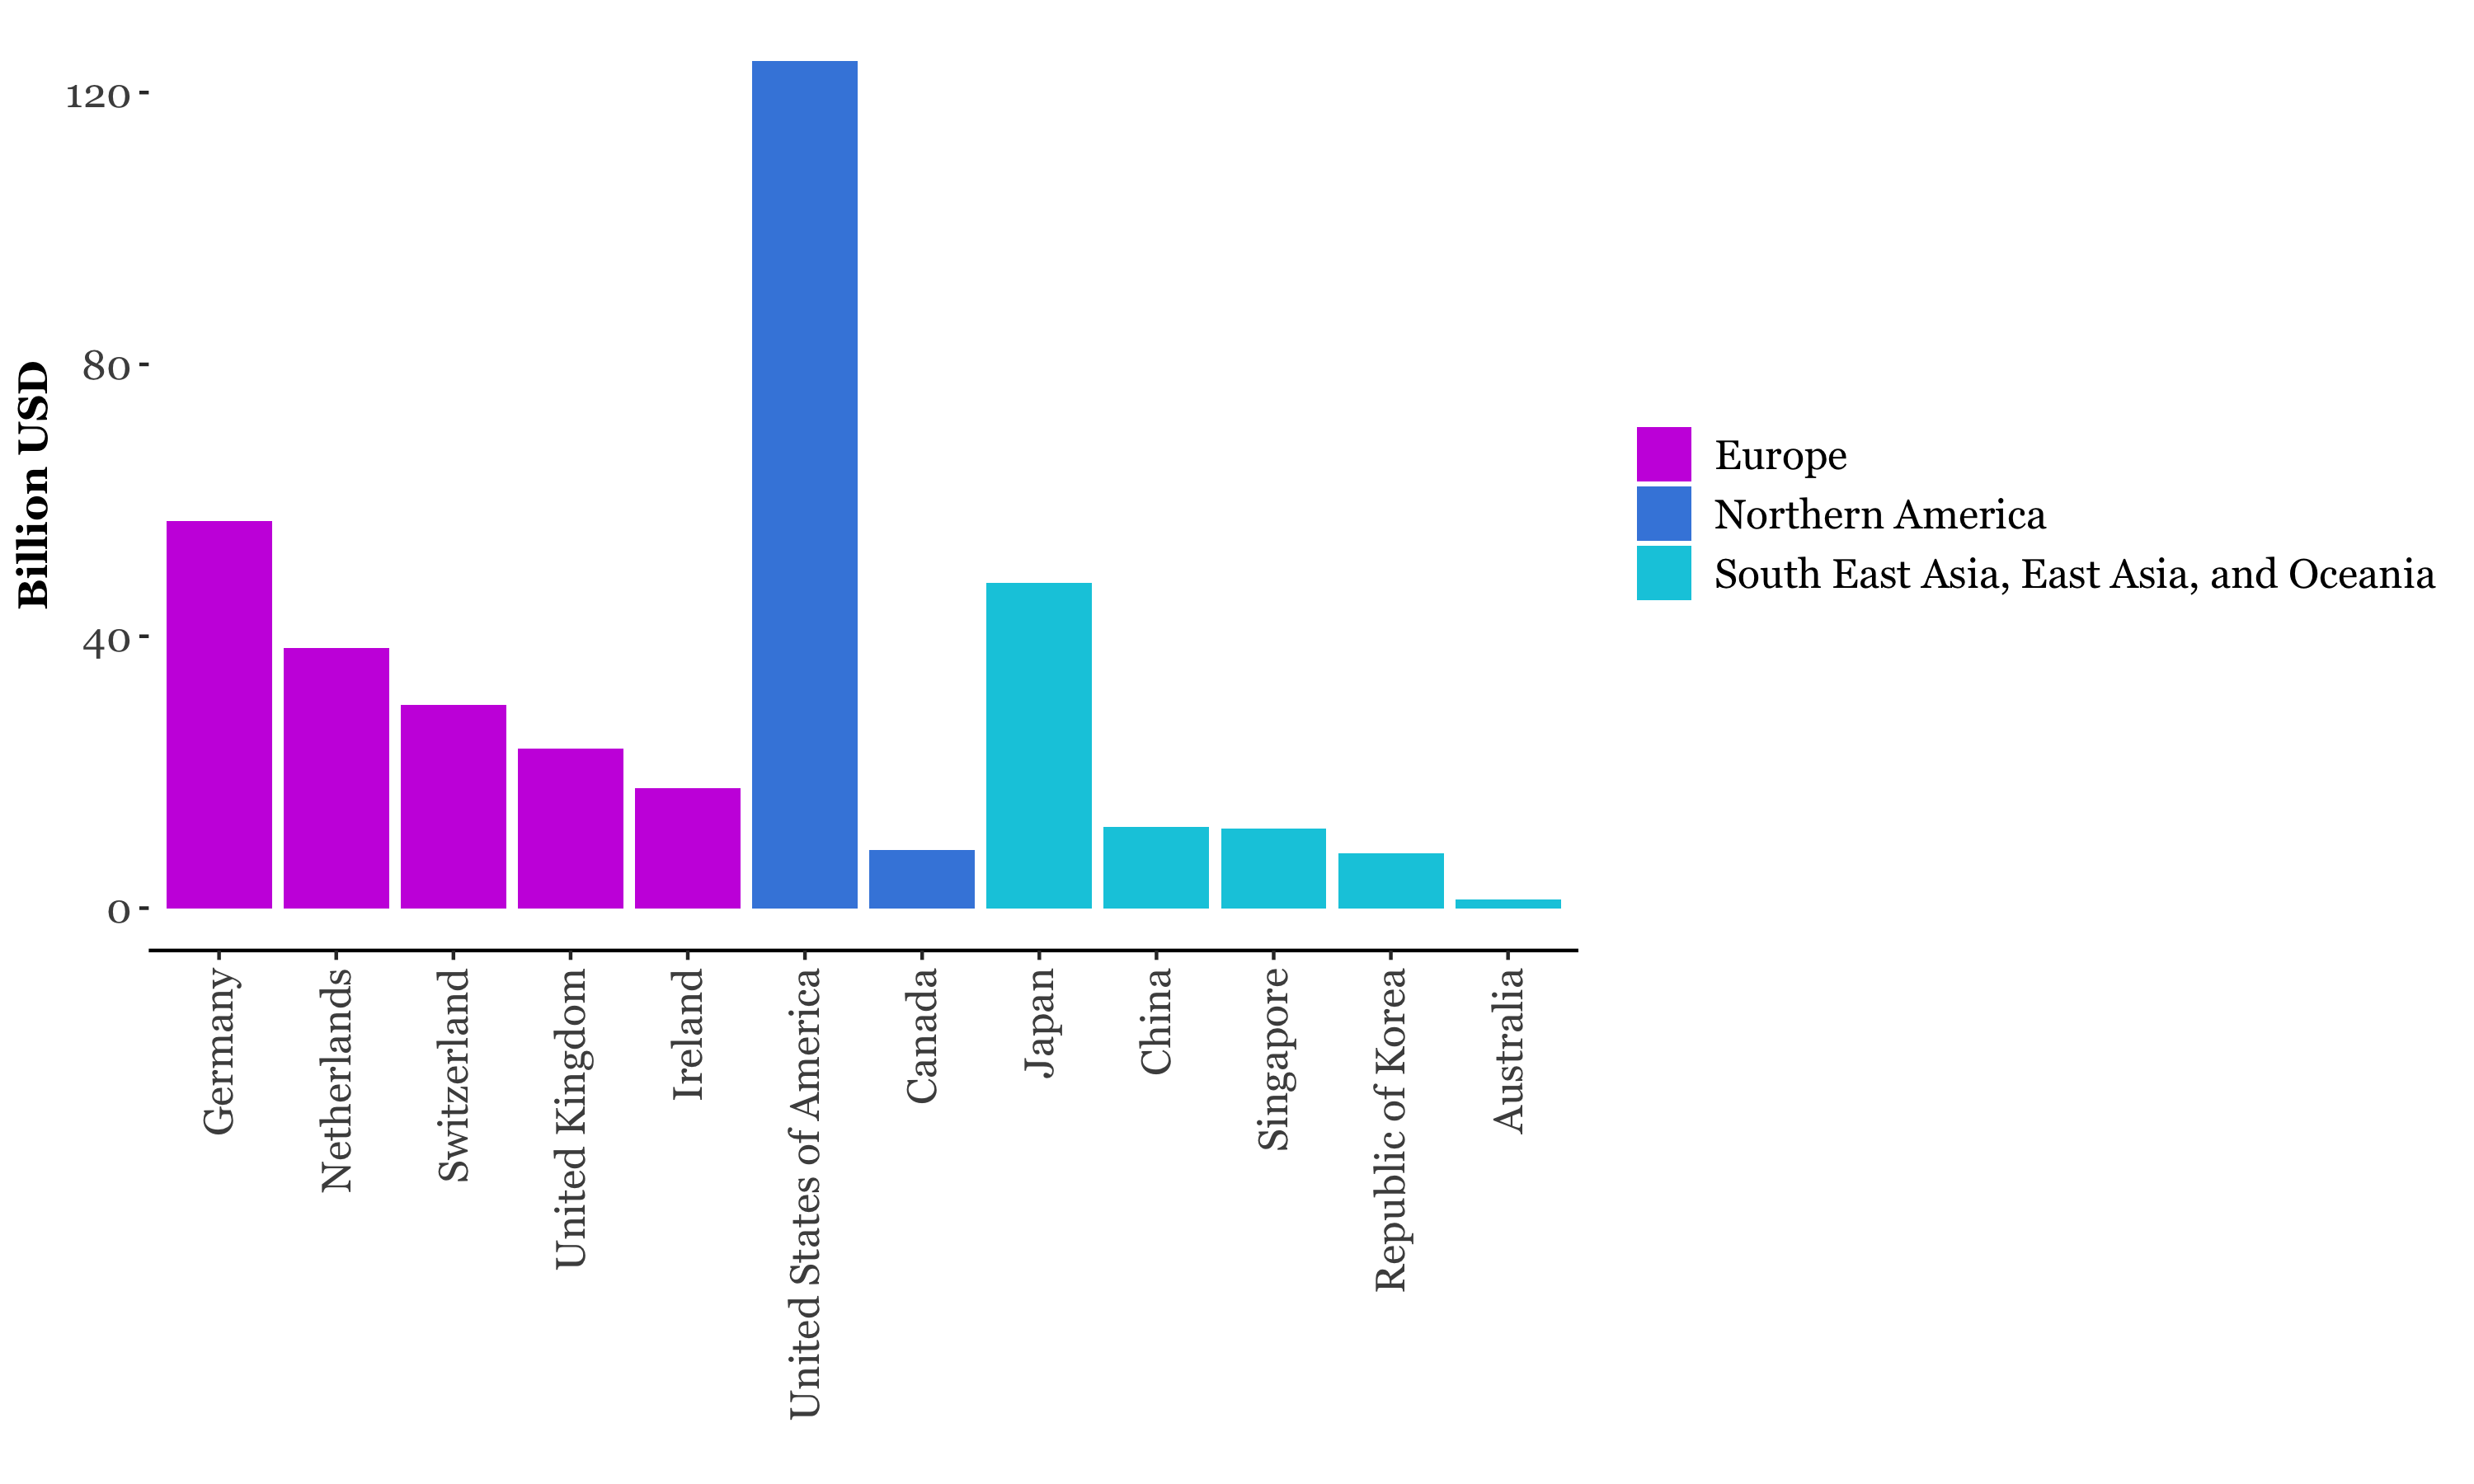 Billion USD
120
80
40
0
Germany
Netherlands
Switzerland
United Kingdom
Ireland
United States of America
Canada
Japan
China
Singapore
Republic of Korea
Australia
Europe
Northern America
South East Asia, East Asia, and Oceania